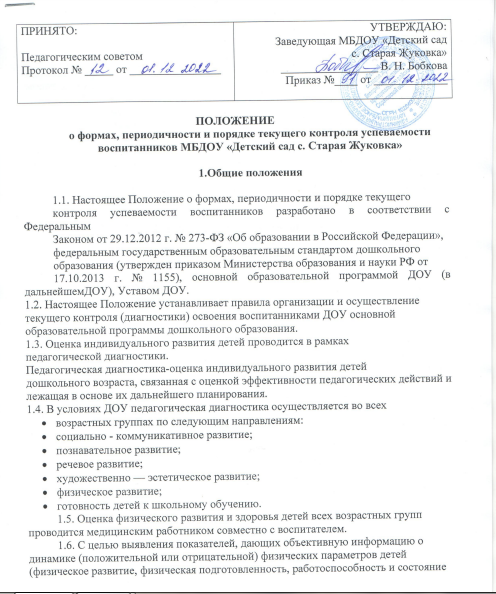 ПРИНЯТО:
Педагогическим советом
Протокол № 12 от 01.12 2022
УТВЕРЖДАЮ:
Заведующая МБДОУ «Детский сад
с. Старая Жуковка»
В. Н. Бобкова
Приказ № 91 от 01.12.2022
ПОЛОЖЕНИЕ
о формах, периодичности и порядке текущего контроля успеваемости
воспитанников МБДОУ «Детский сад с. Старая Жуковка»
1.Общие положения
1.1. Настоящее Положение о формах, периодичности и порядке текущего
контроля успеваемости воспитанников разработано в соответствии с
Федеральным
Законом от 29.12.2012 г. № 273-ФЗ «Об образовании в Российской Федерации»,
федеральным государственным образовательным стандартом дошкольного
образования (утвержден приказом Министерства образования и науки РФ от
17.10.2013 г. № 1155), основной образовательной программой ДОУ (в
дальнейшемДОУ), Уставом ДОУ.
1.2. Настоящее Положение устанавливает правила организации и осуществление
текущего контроля (диагностики) освоения воспитанниками ДОУ основной
образовательной программы дошкольного образования.
1.3. Оценка индивидуального развития детей проводится в рамках
педагогической диагностики.
Педагогическая диагностика-оценка индивидуального развития детей
дошкольного возраста, связанная с оценкой эффективности педагогических действий и
лежащая в основе их дальнейшего планирования.
1.4. В условиях ДОУ педагогическая диагностика осуществляется во всех
• возрастных группах по следующим направлениям:
• социально - коммуникативное развитие;
• познавательное развитие;
• речевое развитие;
• художественно — эстетическое развитие;
• физическое развитие;
• готовность детей к школьному обучению.
1.5. Оценка физического развития и здоровья детей всех возрастных групп
проводится медицинским работником совместно с воспитателем.
1.6. С целью выявления показателей, дающих объективную информацию о
динамике (положительной или отрицательной) физических параметров детей
(физическое развитие, физическая подготовленность, работоспособность и состояние